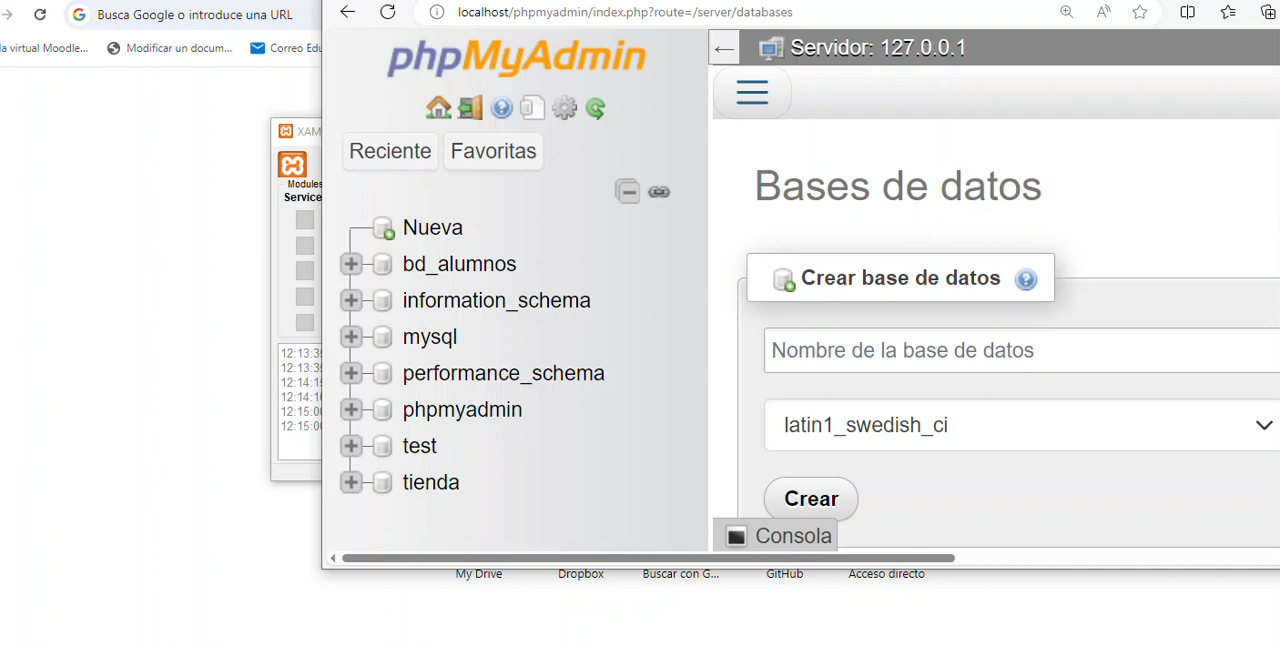 Busca Google o introduce una URL
la virtual Moodle...
Modificar un docum...
Correo Edu
XAM
Modules
Service
12:13:3
12:13:3
12:14:1
12:14:1
12:15:0
12:15:0
localhost/phpmyadmin/index.php?route=/server/databases
phpMyAdmin
Reciente
Favoritas
Nueva
bd_alumnos
information_schema
mysql
performance_schema
phpmyadmin
test
tienda
Servidor: 127.0.0.1
Bases de datos
Crear base de datos
Nombre de la base de datos
latin1_swedish_ci
Crear
Consola
My Drive
Dropbox
Buscar con G...
GitHub
Acceso directo